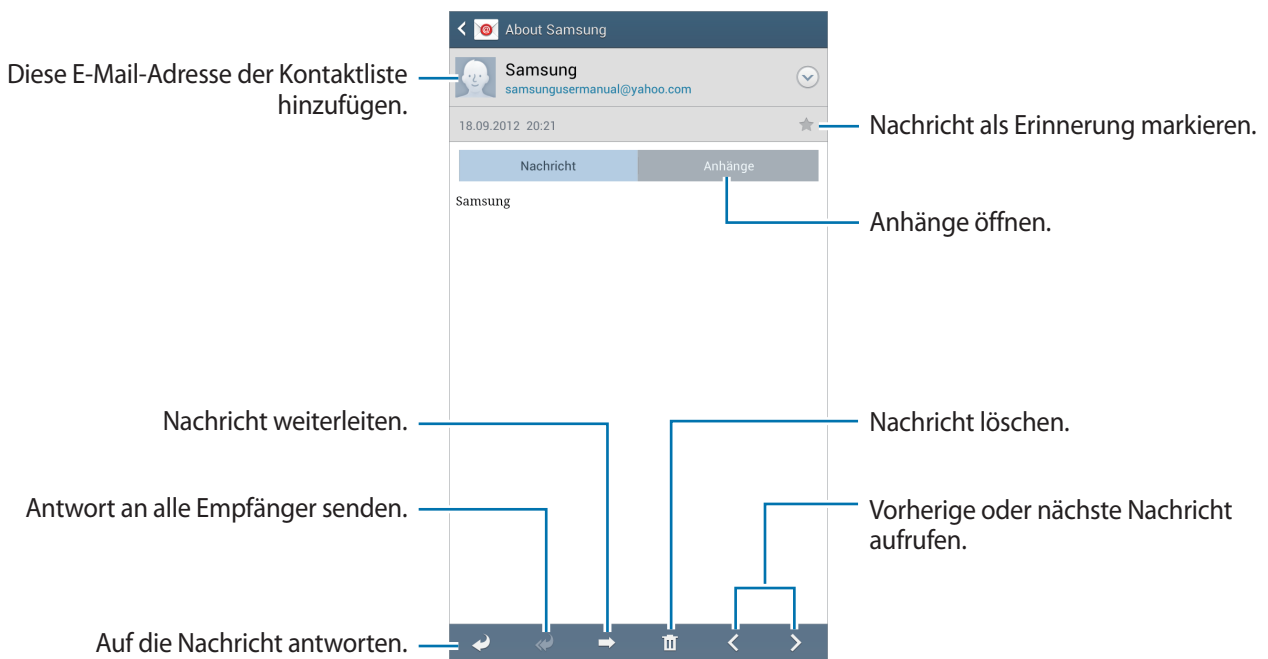 About Samsung
Diese E-Mail-Adresse der Kontaktliste
hinzufügen.
Samsung
samsungusermanual@yahoo.com
18.09.2012 20:21
Nachricht als Erinnerung markieren.
Nachricht
Anhänge
Samsung
Anhänge öffnen.
Nachricht weiterleiten.
Nachricht löschen.
Antwort an alle Empfänger senden.
Vorherige oder nächste Nachricht
aufrufen.
Auf die Nachricht antworten.